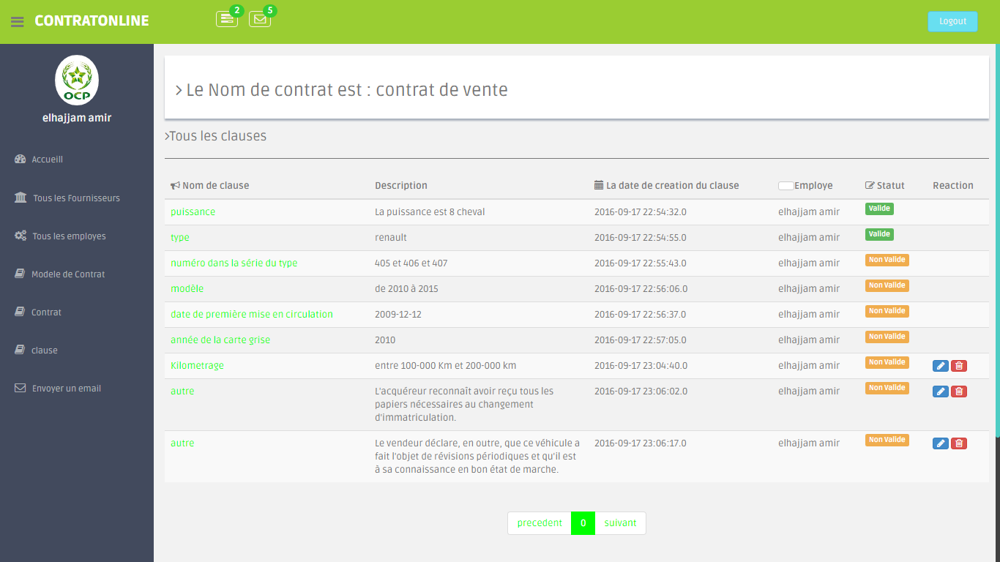 CONTRATONLINE
2
5
Logout
OCP
elhajjam amir
Accueill
Tous les Fournisseurs
Tous les employes
Modele de Contrat
Contrat
clause
Envoyer un email
Le Nom de contrat est : contrat de vente
Tous les clauses
Nom de clause Description La date de creation du clause Employe Statut Reaction
puissance La puissance est 8 cheval 2016-09-17 22:54:32.0 elhajjam amir Valide
type renault 2016-09-17 22:54:55.0 elhajjam amir Valide
numéro dans la série du type 405 et 406 et 407 2016-09-17 22:55:43.0 elhajjam amir Non Valide
modèle de 2010 à 2015 2016-09-17 22:56:06.0 elhajjam amir Non Valide
date de première mise en circulation 2009-12-12 2016-09-17 22:56:37.0 elhajjam amir Non Valide
année de la carte grise 2010 2016-09-17 22:57:05.0 elhajjam amir Non Valide
Kilometrage entre 100-000 Km et 200-000 km 2016-09-17 23:04:40.0 elhajjam amir Non Valide
autre L'acquéreur reconnaît avoir reçu tous les 2016-09-17 23:06:02.0 elhajjam amir Non Valide
papiers nécessaires au changement
d'immatriculation.
autre Le vendeur déclare, en outre, que ce véhicule a 2016-09-17 23:06:17.0 elhajjam amir Non Valide
fait l'objet de révisions périodiques et qu'il est
à sa connaissance en bon état de marche.
precedent 0 suivant